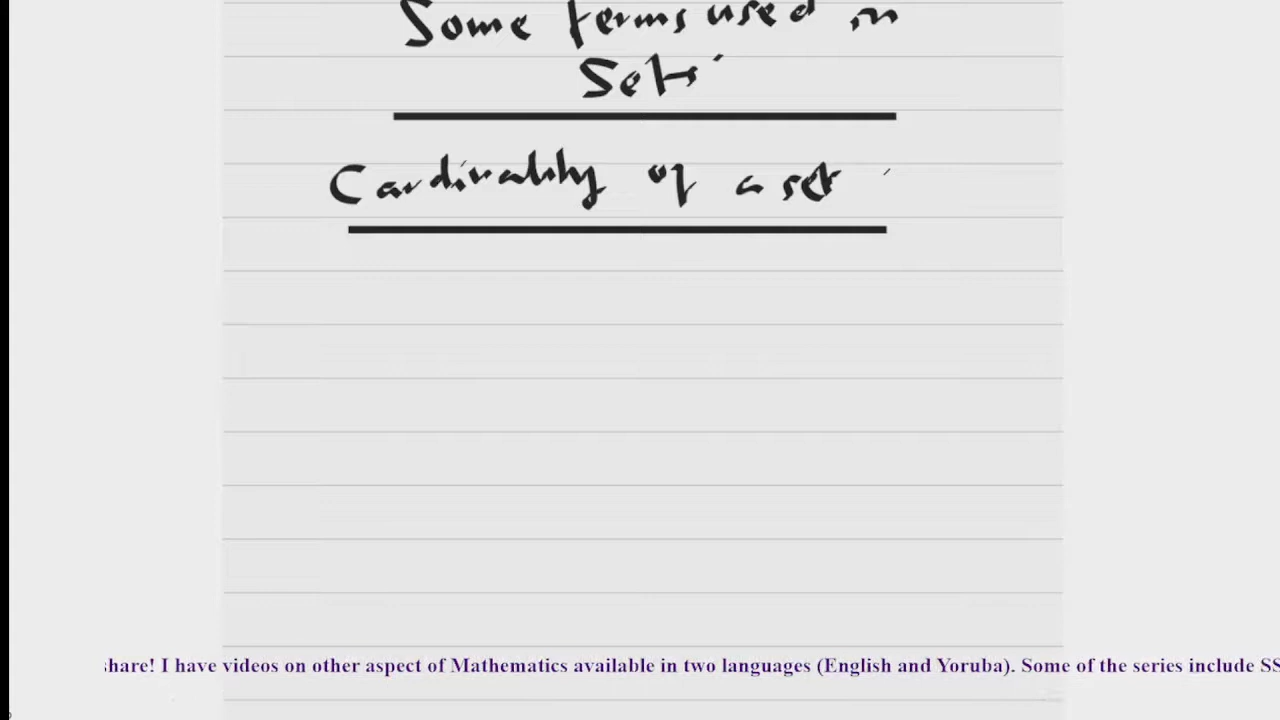 Some terms used in
Sets
Cardinality of a set
share! I have videos on other aspect of Mathematics available in two languages (English and Yoruba). Some of the series include SS